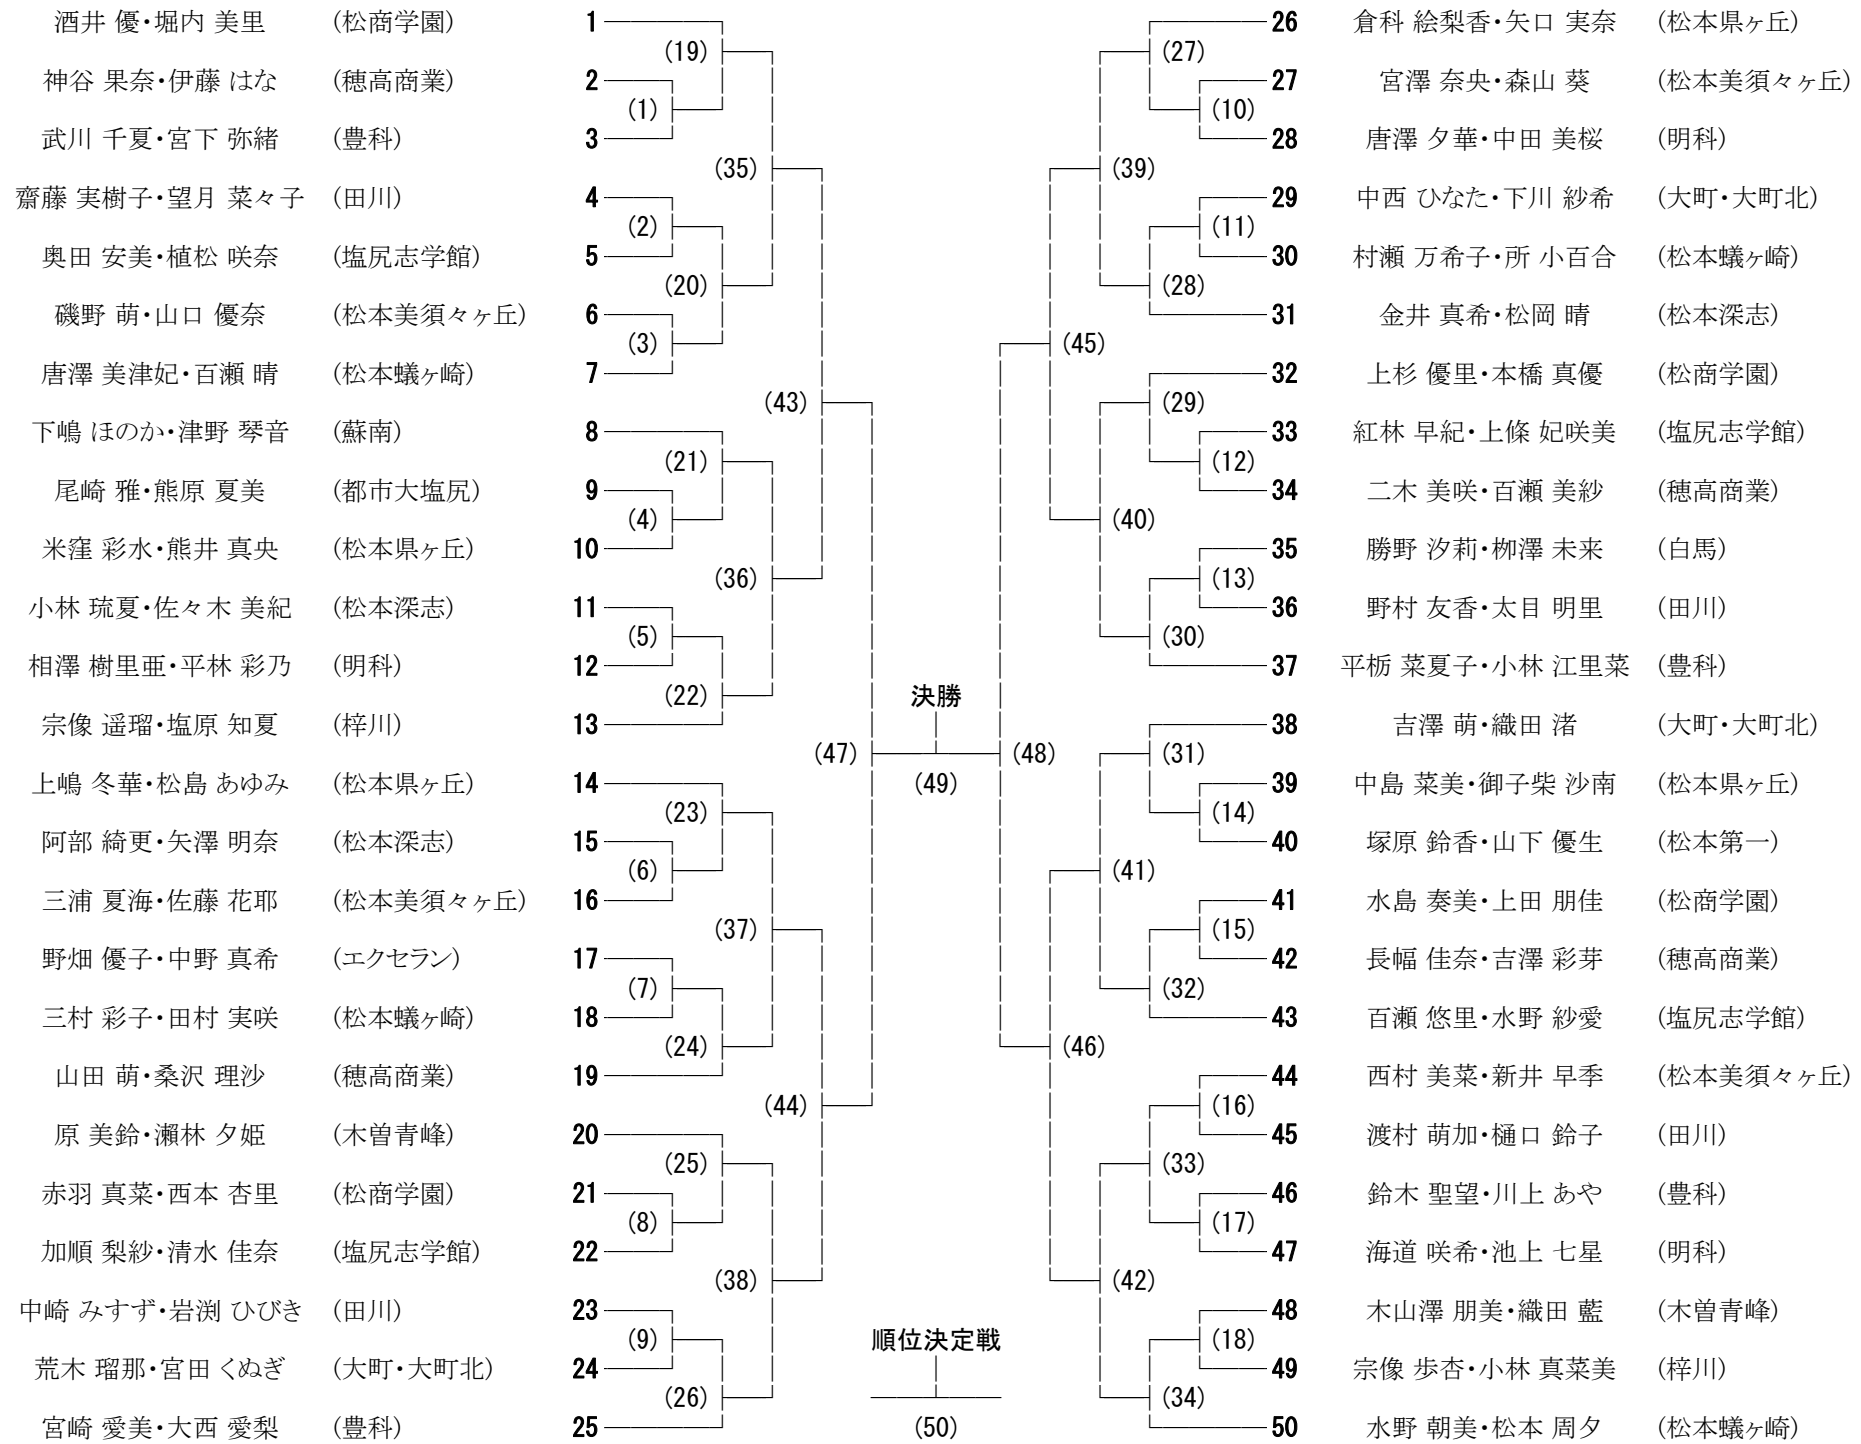 酒井 優・堀内 美里 (松商学園) 1
(19)
神谷 果奈・伊藤 はな (穂高商業) 2
(1)
武川 千夏・宮下 弥緒 (豊科) 3
(35)
齋藤 実樹子・望月 菜々子 (田川) 4
(2)
奥田 安美・植松 咲奈 (塩尻志学館) 5
(20)
磯野 萌・山口 優奈 (松本美須々ヶ丘) 6
(3)
唐澤 美津妃・百瀬 晴 (松本蟻ヶ崎) 7
(43)
下嶋 ほのか・津野 琴音 (蘇南) 8
(21)
尾崎 雅・熊原 夏美 (都市大塩尻) 9
(4)
米窪 彩水・熊井 真央 (松本県ヶ丘) 10
(36)
小林 琉夏・佐々木 美紀 (松本深志) 11
(5)
相澤 樹里亜・平林 彩乃 (明科) 12
(22)
宗像 遥瑠・塩原 知夏 (梓川) 13
(47)
上嶋 冬華・松島 あゆみ (松本県ヶ丘) 14
(23)
阿部 綺更・矢澤 明奈 (松本深志) 15
(6)
三浦 夏海・佐藤 花耶 (松本美須々ヶ丘) 16
(37)
野畑 優子・中野 真希 (エクセラン) 17
(7)
三村 彩子・田村 実咲 (松本蟻ヶ崎) 18
(24)
山田 萌・桑沢 理沙 (穂高商業) 19
(44)
原 美鈴・瀬林 夕姫 (木曽青峰) 20
(25)
赤羽 真菜・西本 杏里 (松商学園) 21
(8)
加順 梨紗・清水 佳奈 (塩尻志学館) 22
(38)
中崎 みすず・岩渕 ひびき (田川) 23
(9)
荒木 瑠那・宮田 くぬぎ (大町・大町北) 24
(26)
宮崎 愛美・大西 愛梨 (豊科) 25
決勝
(49)
順位決定戦
(50)
26 倉科 絵梨香・矢口 実奈 (松本県ヶ丘)
(27)
27 宮澤 奈央・森山 葵 (松本美須々ヶ丘)
(10)
28 唐澤 夕華・中田 美桜 (明科)
(39)
29 中西 ひなた・下川 紗希 (大町・大町北)
(11)
30 村瀬 万希子・所 小百合 (松本蟻ヶ崎)
(28)
31 金井 真希・松岡 晴 (松本深志)
(45)
32 上杉 優里・本橋 真優 (松商学園)
(29)
33 紅林 早紀・上條 妃咲美 (塩尻志学館)
(12)
34 二木 美咲・百瀬 美紗 (穂高商業)
(40)
35 勝野 汐莉・栁澤 未来 (白馬)
(13)
36 野村 友香・太目 明里 (田川)
(30)
37 平栃 菜夏子・小林 江里菜 (豊科)
38 吉澤 萌・織田 渚 (大町・大町北)
(48)
(31)
39 中島 菜美・御子柴 沙南 (松本県ヶ丘)
(14)
40 塚原 鈴香・山下 優生 (松本第一)
(41)
41 水島 奏美・上田 朋佳 (松商学園)
(15)
42 長幅 佳奈・吉澤 彩芽 (穂高商業)
(32)
43 百瀬 悠里・水野 紗愛 (塩尻志学館)
(46)
44 西村 美菜・新井 早季 (松本美須々ヶ丘)
(16)
45 渡村 萌加・樋口 鈴子 (田川)
(33)
46 鈴木 聖望・川上 あや (豊科)
(17)
47 海道 咲希・池上 七星 (明科)
(42)
48 木山澤 朋美・織田 藍 (木曽青峰)
(18)
49 宗像 歩杏・小林 真菜美 (梓川)
(34)
50 水野 朝美・松本 周夕 (松本蟻ヶ崎)